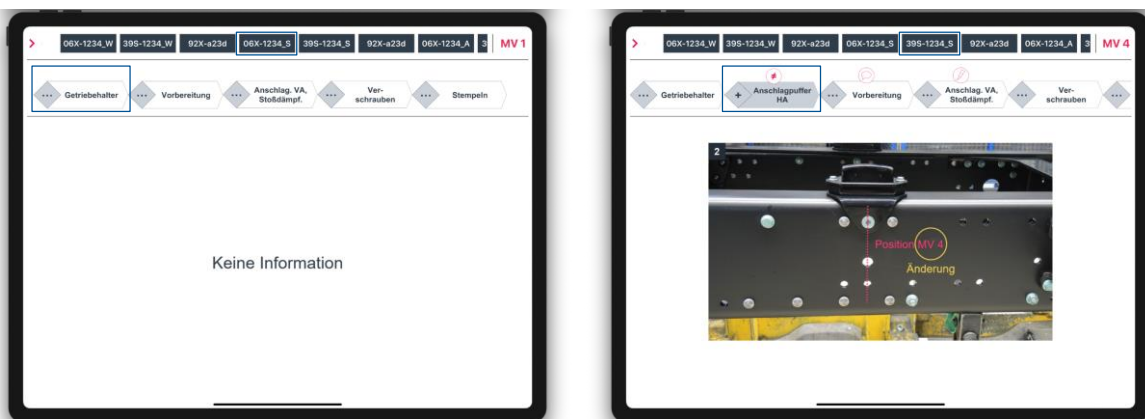 06X-1234_W 39S-1234_W 92X-a23d 06X-1234_S 39S-1234_S 92X-a23d 06X-1234_A 3 MV 1
Getriebehalter
Vorbereitung
Anschlag. VA,
Stoßdämpf.
Ver-
schrauben
Stempeln
Keine Information
06X-1234_W 39S-1234_W 92X-a23d 06X-1234_S 39S-1234_S 92X-a23d 06X-1234_A 3 MV 4
Getriebehalter
+
Anschlagpuffer
HA
Vorbereitung
Anschlag. VA,
Stoßdämpf.
Ver-
schrauben
2
Position MV 4
Änderung